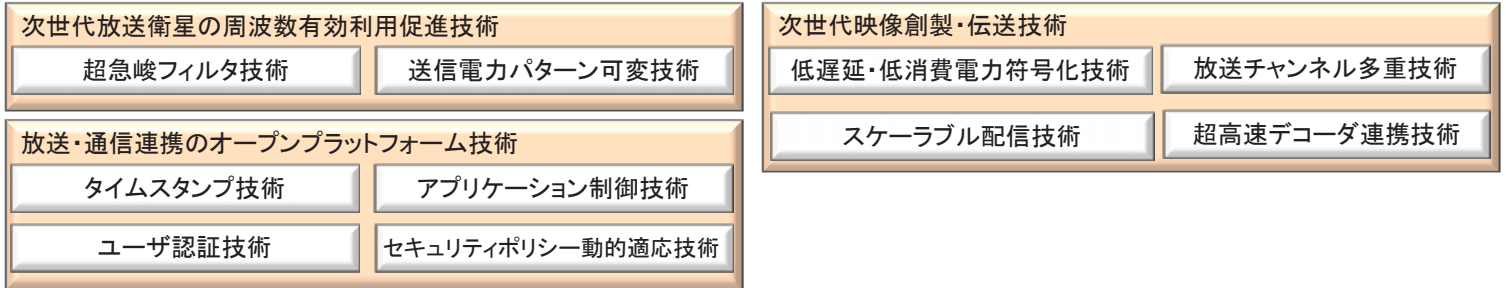 次世代放送衛星の周波数有効利用促進技術
超急峻フィルタ技術
送信電力パターン可変技術
放送・通信連携のオープンプラットフォーム技術
タイムスタンプ技術
アプリケーション制御技術
ユーザ認証技術
セキュリティポリシー動的適応技術
次世代映像創製・伝送技術
低遅延・低消費電力符号化技術
放送チャンネル多重技術
スケーラブル配信技術
超高速デコーダ連携技術